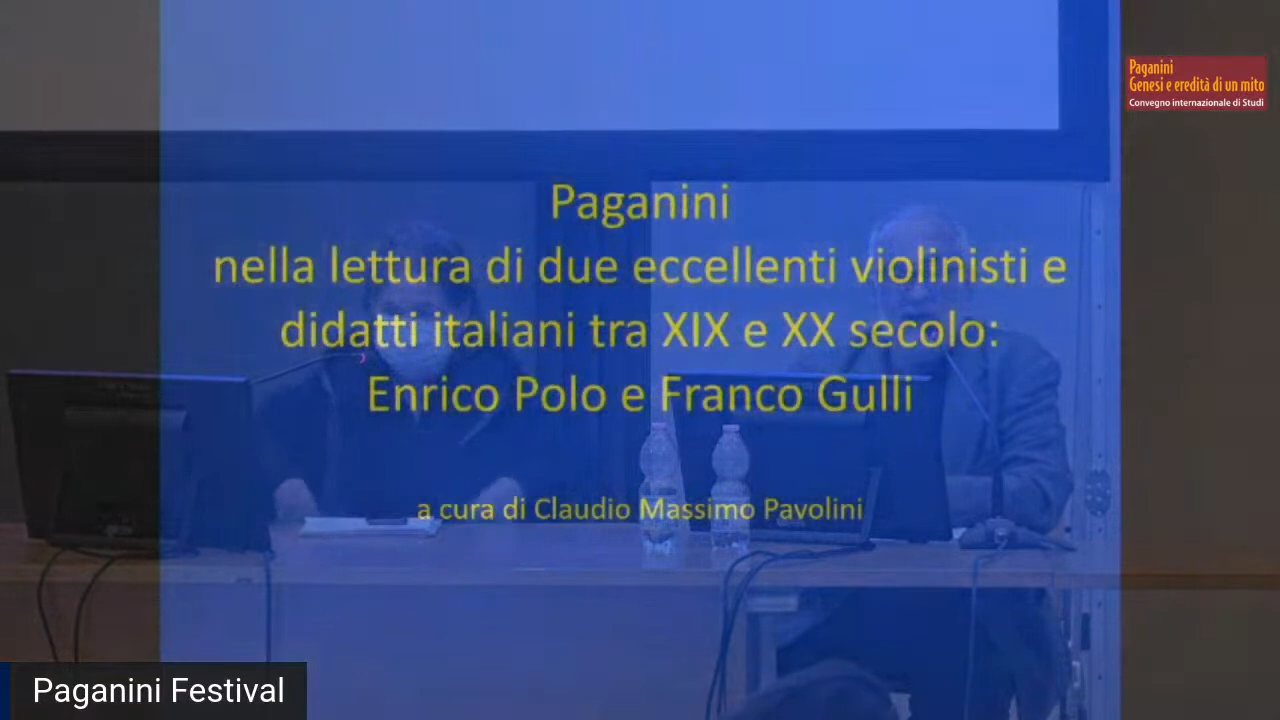 Paganini
Genesi e eredità di un mito
Convegno internazionale di Studi
Paganini
nella lettura di due eccellenti violinisti e
didatti italiani tra XIX e XX secolo:
Enrico Polo e Franco Gulli
a cura di Claudio Massimo Pavolini
Paganini Festival